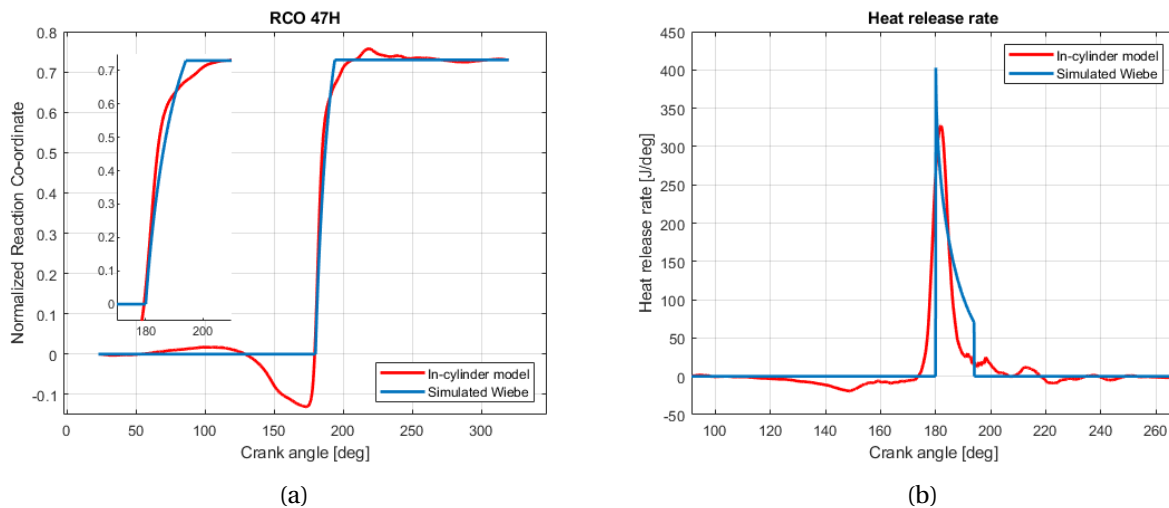 RCO 47H
0.8
0.7
0.6
0.5
0.4
0.3
0.2
0.1
0
-0.1
Normalized Reaction Co-ordinate
0.7
0.6
0.5
0.4
0.3
0.2
0.1
0
180 200
In-cylinder model
Simulated Wiebe
0 50 100 150 200 250 300
Crank angle [deg]
(a)
Heat release rate
450
400
350
300
250
200
150
100
50
0
-50
Heat release rate [J/deg]
In-cylinder model
Simulated Wiebe
100 120 140 160 180 200 220 240 260
Crank angle [deg]
(b)